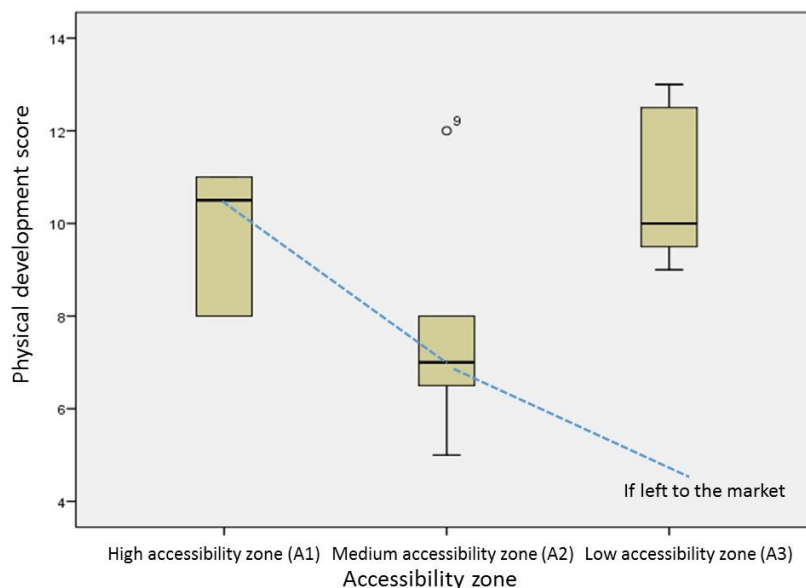 Physical development score
14
12
10
8
6
4
9
If left to the market
High accessibility zone (A1)
Medium accessibility zone (A2)
Low accessibility zone (A3)
Accessibility zone